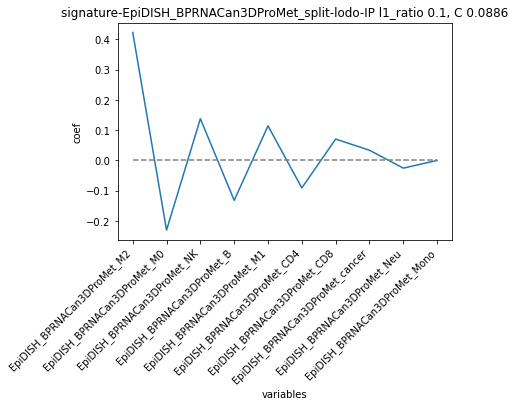 signature-EpiDISH_BPRNACan3DProMet_split-lodo-IP l1_ratio 0.1, C 0.0886
0.4
0.3
0.2
0.1
0.0
−0.1
−0.2
coef
EpiDISH_BPRNACan3DProMet_M2
EpiDISH_BPRNACan3DProMet_M0
EpiDISH_BPRNACan3DProMet_NK
EpiDISH_BPRNACan3DProMet_B
EpiDISH_BPRNACan3DProMet_M1
EpiDISH_BPRNACan3DProMet_CD4
EpiDISH_BPRNACan3DProMet_CD8
EpiDISH_BPRNACan3DProMet_cancer
EpiDISH_BPRNACan3DProMet_Neu
EpiDISH_BPRNACan3DProMet_Mono
variables